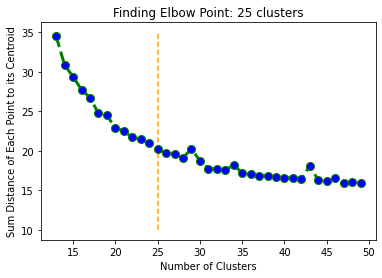 Finding Elbow Point: 25 clusters
Sum Distance of Each Point to its Centroid
35
30
25
20
15
10
15 20 25 30 35 40 45 50
Number of Clusters